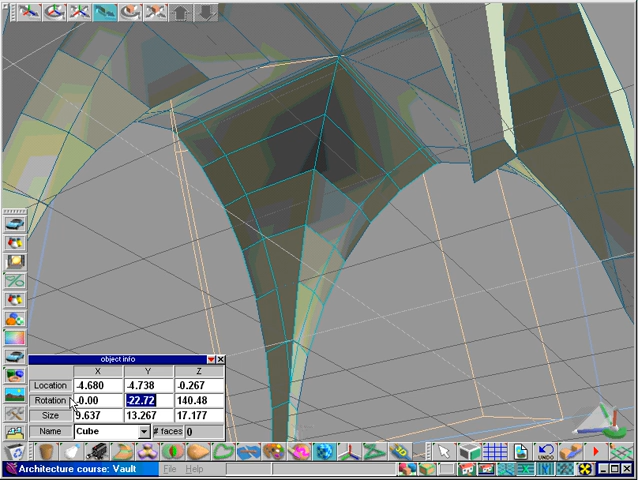 object info
X Y Z
Location -4.680 -4.738 -0.267
Rotation -0.00 -22.72 140.48
Size 9.637 13.267 17.177
Name Cube # faces 0
Architecture course: Vault File Help